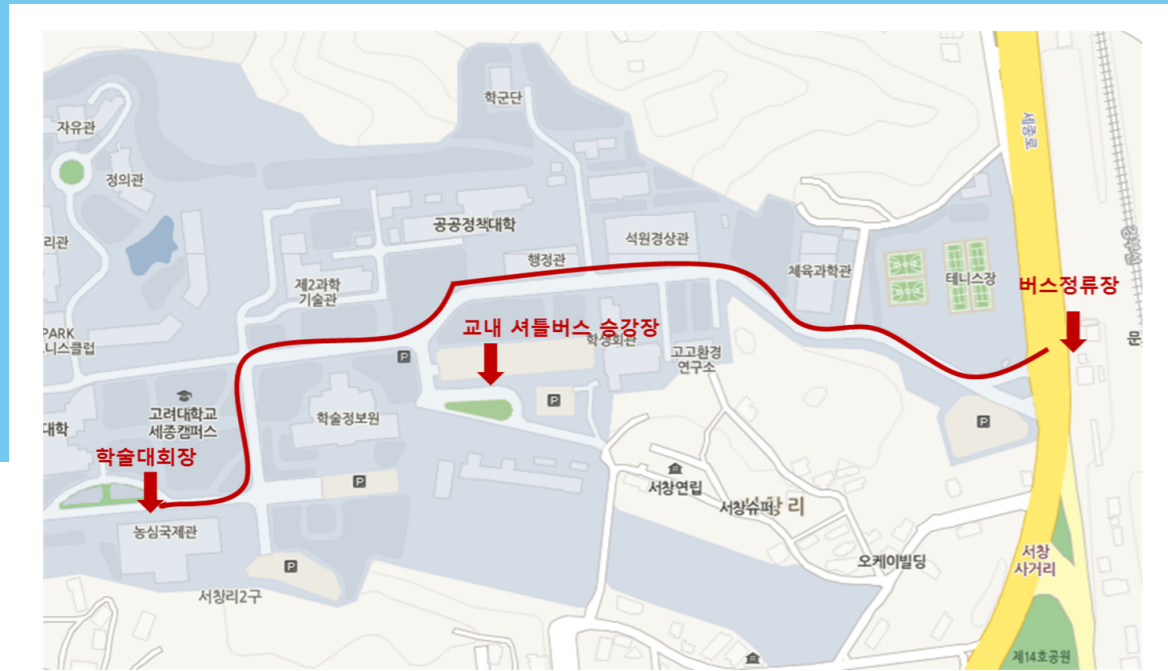 학군단
세종로
자유관
정의관
공공정책대학
리관
행정관
석원경상관
체육과학관
테니스장
버스정류장
제2과학
기술관
PARK
니스클럽
교내 셔틀버스 승강장
학생회관
고고환경
연구소
문
P
고려대학교
세종캠퍼스
학술정보원
P
P
대학
학술대회장
P
서창연립
서창슈퍼
리
농심국제관
오케이빌딩
서창
사거리
P
서창리2구
제14호공원